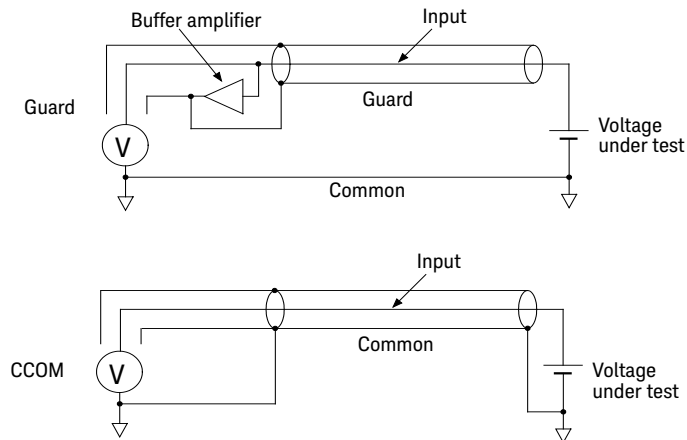 Buffer amplifier
Input
Guard
Guard
V
Voltage
under test
Common
Input
Common
CCOM
V
Voltage
under test